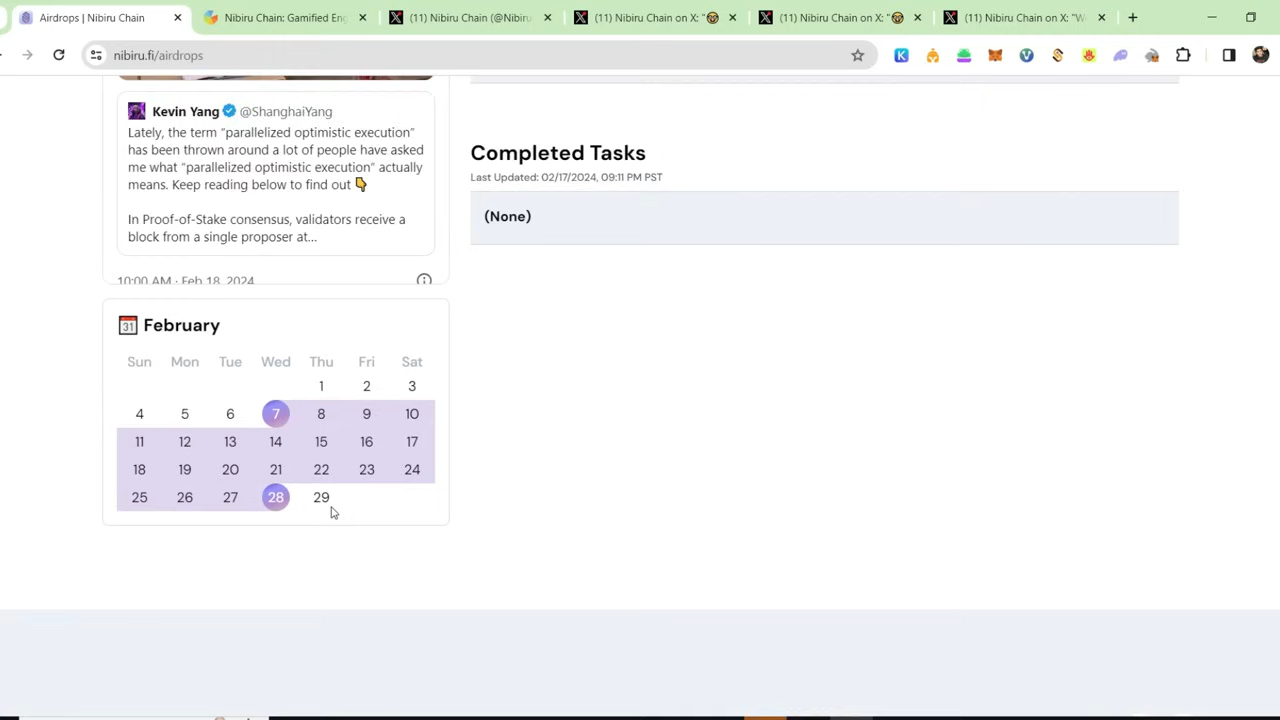 Airdrops | Nibiru Chain
Nibiru Chain: Gamified Eng
(11) Nibiru Chain (@Nibiru
(11) Nibiru Chain on X: "🦁
(11) Nibiru Chain on X: "🦁
(11) Nibiru Chain on X: "W
nibiru.fi/airdrops
Kevin Yang @ShanghaiYang
Lately, the term “parallelized optimistic execution”
has been thrown around a lot of people have asked
me what “parallelized optimistic execution” actually
means. Keep reading below to find out 👇
In Proof-of-Stake consensus, validators receive a
block from a single proposer at...
10:00 AM · Feb 18, 2024
31 February
Sun Mon Tue Wed Thu Fri Sat
1 2 3
4 5 6 7 8 9 10
11 12 13 14 15 16 17
18 19 20 21 22 23 24
25 26 27 28 29
Completed Tasks
Last Updated: 02/17/2024, 09:11 PM PST
(None)